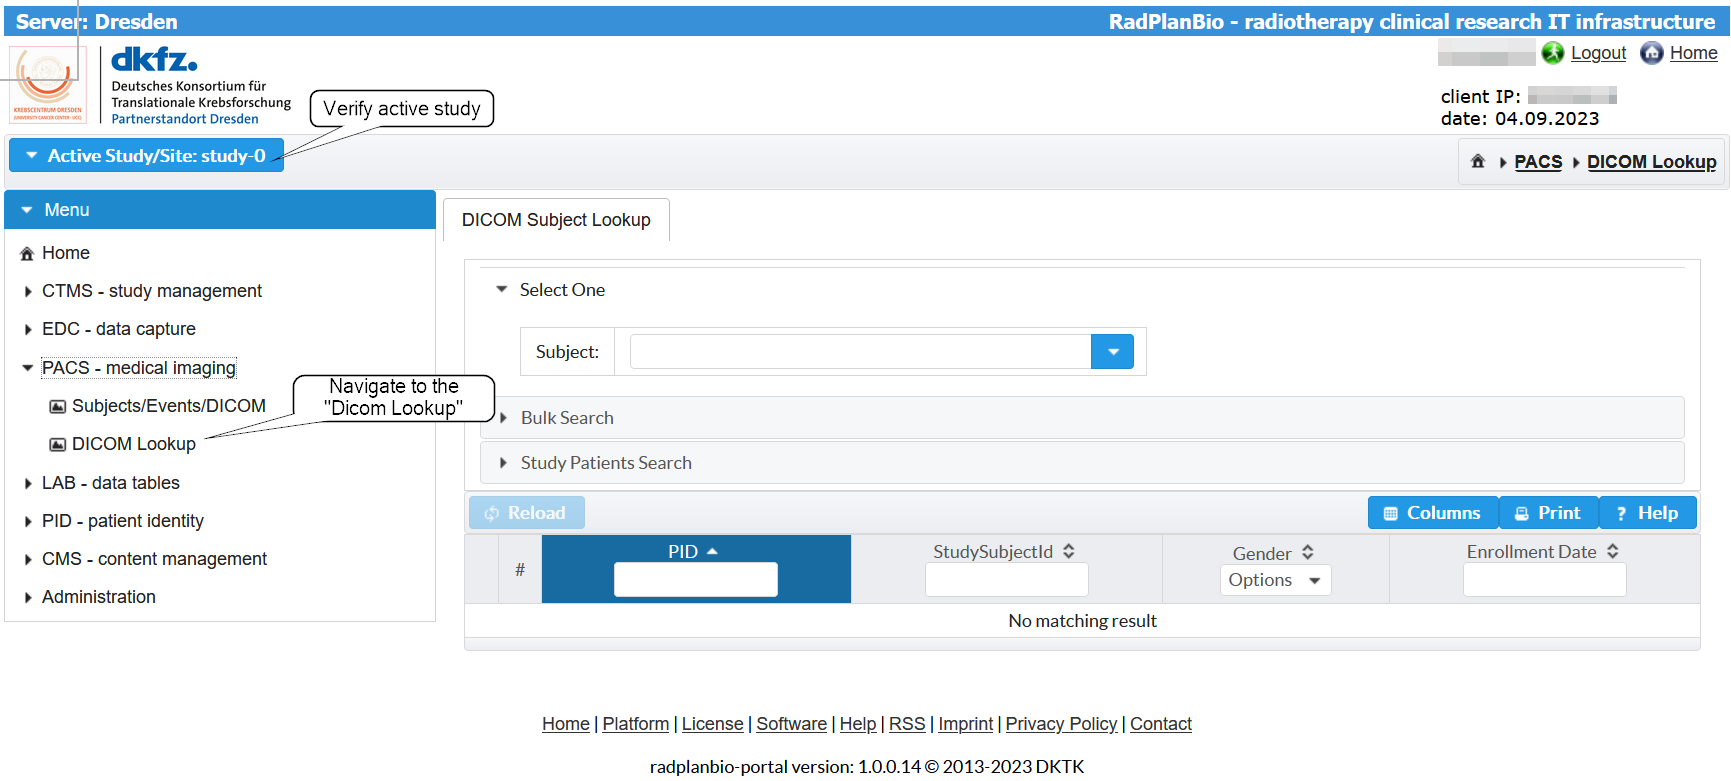 Server: Dresden
RadPlanBio - radiotherapy clinical research IT infrastructure
KREBSCENTRUM DRESDEN
(UNIVERSITY CANCER CENTER - UCC)
dkfz.
Deutsches Konsortium für
Translationale Krebsforschung
Partnerstandort Dresden
Logout
Home
client IP:
date: 04.09.2023
Verify active study
Active Study/Site: study-0
PACS
DICOM Lookup
Menu
Home
CTMS - study management
EDC - data capture
PACS - medical imaging
Subjects/Events/DICOM
DICOM Lookup
LAB - data tables
PID - patient identity
CMS - content management
Administration
Navigate to the
"Dicom Lookup"
DICOM Subject Lookup
Select One
Subject:
Bulk Search
Study Patients Search
Reload
Columns
Print
? Help
#
PID
StudySubjectId
Gender
Options
Enrollment Date
No matching result
Home | Platform | License | Software | Help | RSS | Imprint | Privacy Policy | Contact
radplanbio-portal version: 1.0.0.14 © 2013-2023 DKTK